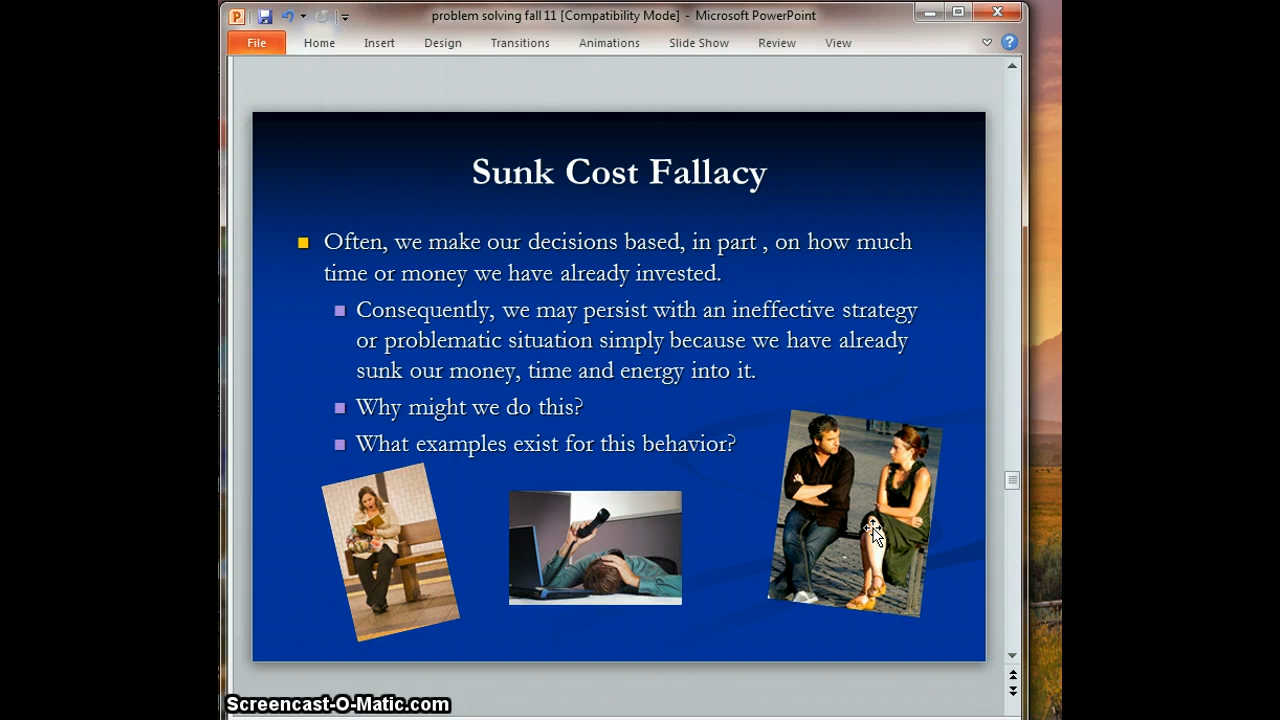 problem solving fall 11 [Compatibility Mode] - Microsoft PowerPoint
File Home Insert Design Transitions Animations Slide Show Review View
Sunk Cost Fallacy
Often, we make our decisions based, in part , on how much
time or money we have already invested.
Consequently, we may persist with an ineffective strategy
or problematic situation simply because we have already
sunk our money, time and energy into it.
Why might we do this?
What examples exist for this behavior?
Screencast-O-Matic.com